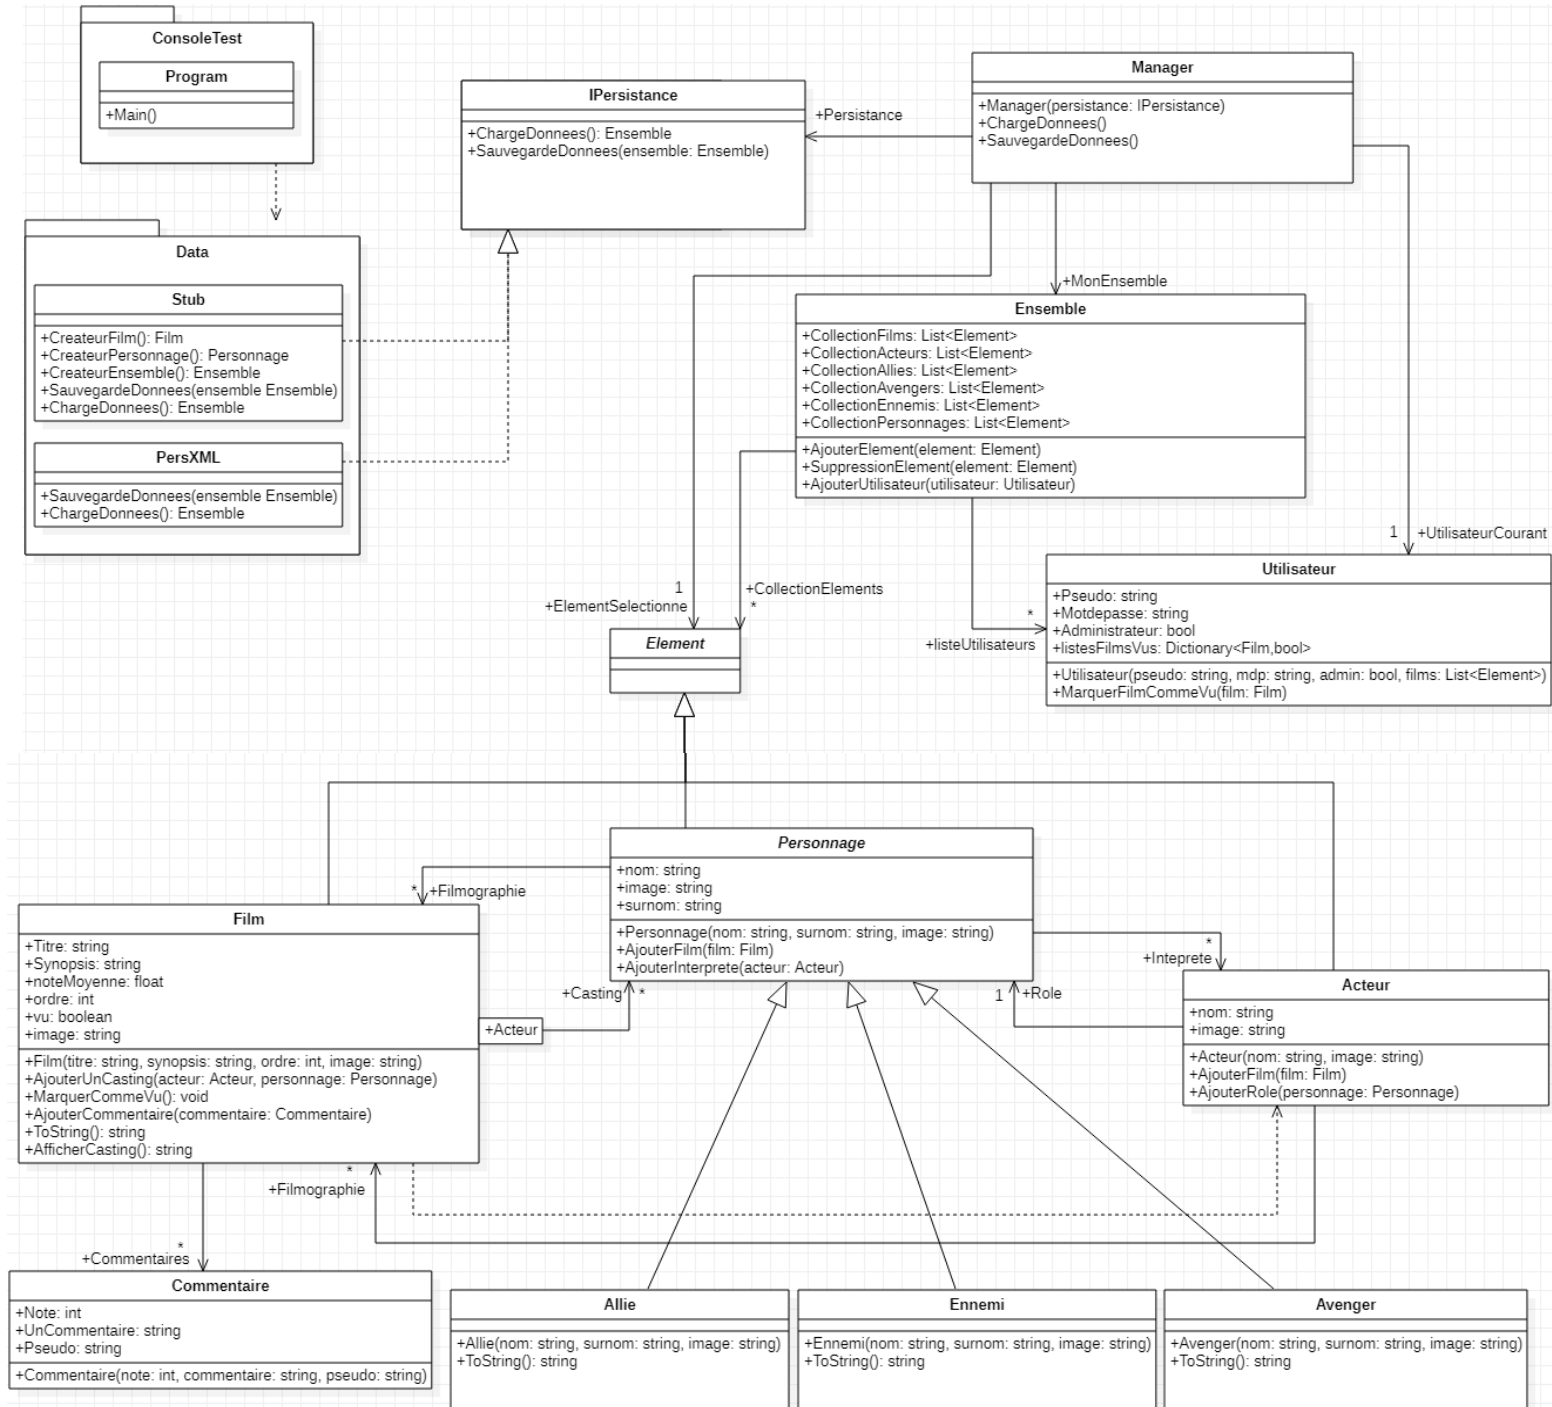 ConsoleTest
Program
+Main()
IPersistance
+ChargeDonnees(): Ensemble
+SauvegardeDonnees(ensemble: Ensemble)
+Persistance
Manager
+Manager(persistance: IPersistance)
+ChargeDonnees()
+SauvegardeDonnees()
Data
Stub
+CreateurFilm(): Film
+CreateurPersonnage(): Personnage
+CreateurEnsemble(): Ensemble
+SauvegardeDonnees(ensemble Ensemble)
+ChargeDonnees(): Ensemble
PersXML
+SauvegardeDonnees(ensemble Ensemble)
+ChargeDonnees(): Ensemble
+MonEnsemble
Ensemble
+CollectionFilms: List<Element>
+CollectionActeurs: List<Element>
+CollectionAllies: List<Element>
+CollectionAvengers: List<Element>
+CollectionEnnemis: List<Element>
+CollectionPersonnages: List<Element>
+AjouterElement(element: Element)
+SuppressionElement(element: Element)
+AjouterUtilisateur(utilisateur: Utilisateur)
1
+UtilisateurCourant
Utilisateur
+Pseudo: string
+Motdepasse: string
+Administrateur: bool
+listesFilmsVus: Dictionary<Film,bool>
+Utilisateur(pseudo: string, mdp: string, admin: bool, films: List<Element>)
+MarquerFilmCommeVu(film: Film)
*
+listeUtilisateurs
1
+ElementSelectionne
+CollectionElements
*
Element
Personnage
+nom: string
+image: string
+surnom: string
+Personnage(nom: string, surnom: string, image: string)
+AjouterFilm(film: Film)
+AjouterInterprete(acteur: Acteur)
*
+Filmographie
Film
+Titre: string
+Synopsis: string
+noteMoyenne: float
+ordre: int
+vu: boolean
+image: string
+Film(titre: string, synopsis: string, ordre: int, image: string)
+AjouterUnCasting(acteur: Acteur, personnage: Personnage)
+MarquerCommeVu(): void
+AjouterCommentaire(commentaire: Commentaire)
+ToString(): string
+AfficherCasting(): string
+Acteur
+Casting
*
1
+Role
*
+Inteprete
Acteur
+nom: string
+image: string
+Acteur(nom: string, image: string)
+AjouterFilm(film: Film)
+AjouterRole(personnage: Personnage)
*
+Filmographie
*
+Commentaires
Commentaire
+Note: int
+UnCommentaire: string
+Pseudo: string
+Commentaire(note: int, commentaire: string, pseudo: string)
Allie
+Allie(nom: string, surnom: string, image: string)
+ToString(): string
Ennemi
+Ennemi(nom: string, surnom: string, image: string)
+ToString(): string
Avenger
+Avenger(nom: string, surnom: string, image: string)
+ToString(): string